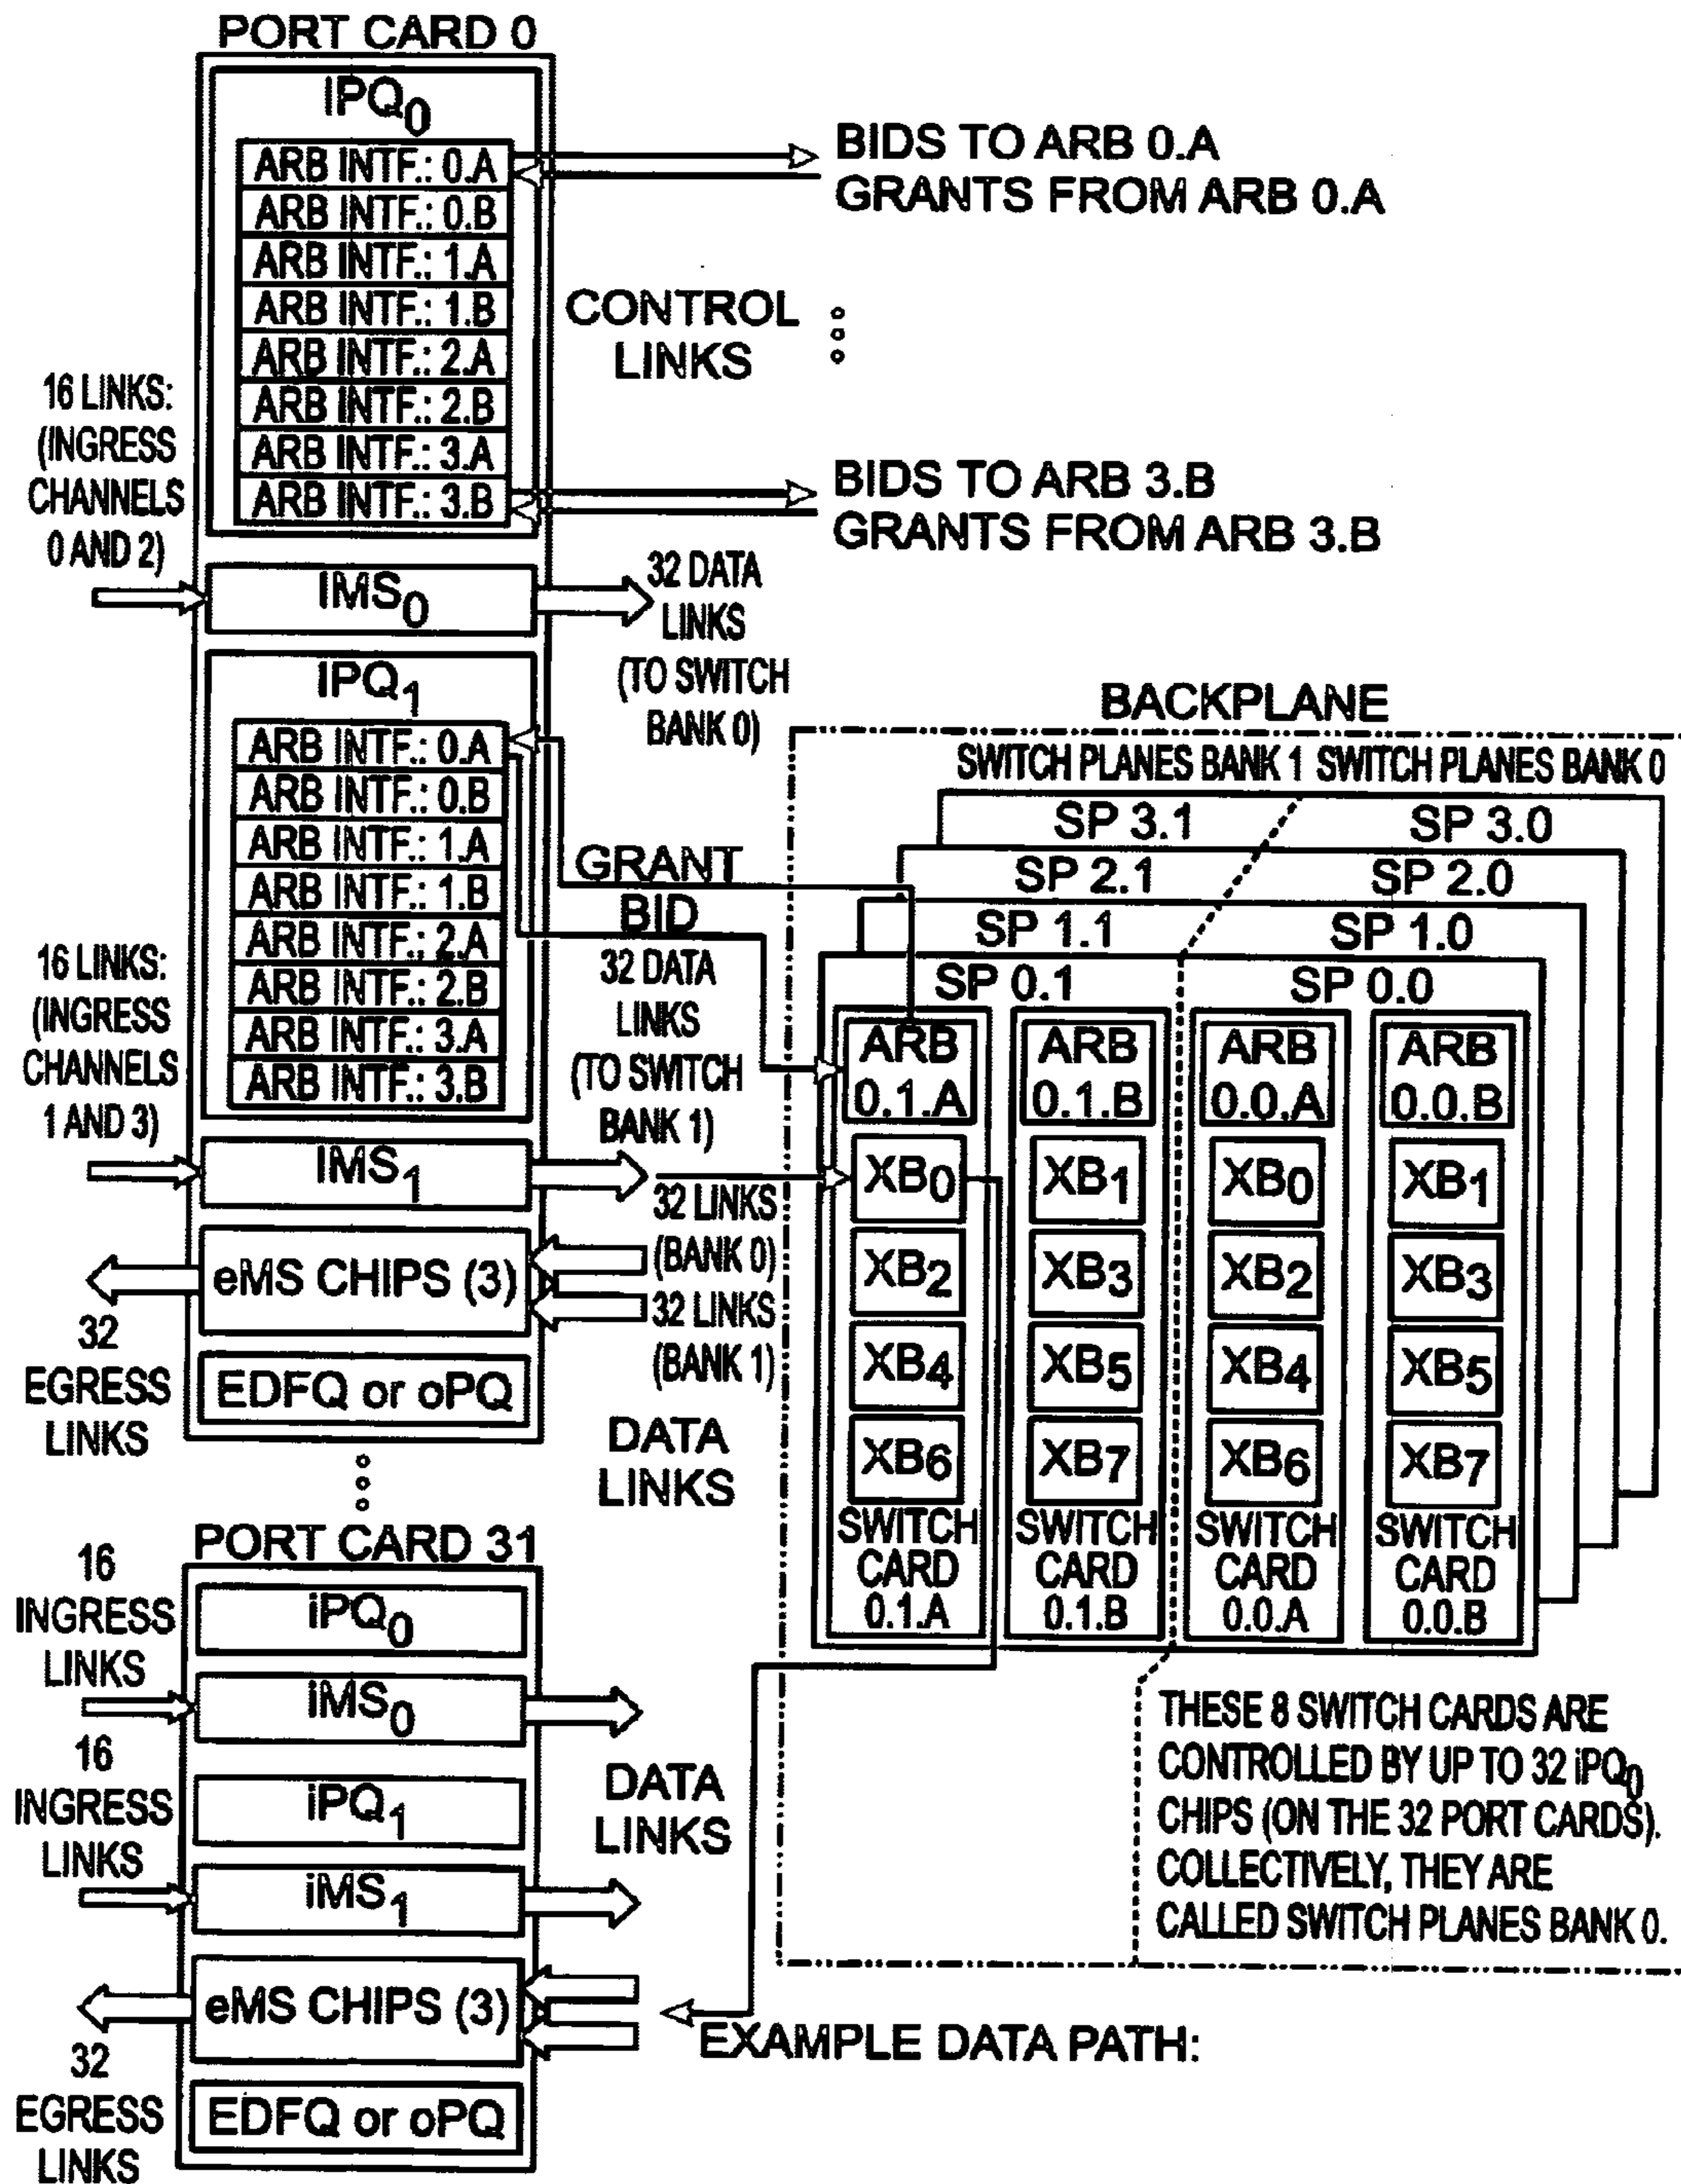 PORT CARD 0
IPQ0
ARB INTF.: 0.A
ARB INTF.: 0.B
ARB INTF.: 1.A
ARB INTF.: 1.B
ARB INTF.: 2.A
ARB INTF.: 2.B
ARB INTF.: 3.A
ARB INTF.: 3.B
BIDS TO ARB 0.A
GRANTS FROM ARB 0.A
CONTROL
LINKS
BIDS TO ARB 3.B
GRANTS FROM ARB 3.B
16 LINKS:
(INGRESS
CHANNELS
0 AND 2)
IMS0
32 DATA
LINKS
(TO SWITCH
BANK 0)
IPQ1
ARB INTF.: 0.A
ARB INTF.: 0.B
ARB INTF.: 1.A
ARB INTF.: 1.B
ARB INTF.: 2.A
ARB INTF.: 2.B
ARB INTF.: 3.A
ARB INTF.: 3.B
GRANT
BID
16 LINKS:
(INGRESS
CHANNELS
1 AND 3)
32 DATA
LINKS
(TO SWITCH
BANK 1)
IMS1
32 LINKS
(BANK 0)
32 LINKS
(BANK 1)
eMS CHIPS (3)
32
EGRESS
LINKS
EDFQ or oPQ
DATA
LINKS
BACKPLANE
SWITCH PLANES BANK 1
SWITCH PLANES BANK 0
SP 3.1
SP 3.0
SP 2.1
SP 2.0
SP 1.1
SP 1.0
SP 0.1
SP 0.0
ARB
0.1.A
XB0
XB2
XB4
XB6
SWITCH
CARD
0.1.A
ARB
0.1.B
XB1
XB3
XB5
XB7
SWITCH
CARD
0.1.B
ARB
0.0.A
XB0
XB2
XB4
XB6
SWITCH
CARD
0.0.A
ARB
0.0.B
XB1
XB3
XB5
XB7
SWITCH
CARD
0.0.B
THESE 8 SWITCH CARDS ARE
CONTROLLED BY UP TO 32 iPQ0
CHIPS (ON THE 32 PORT CARDS).
COLLECTIVELY, THEY ARE
CALLED SWITCH PLANES BANK 0.
PORT CARD 31
16
INGRESS
LINKS
iPQ0
iMS0
16
INGRESS
LINKS
iPQ1
iMS1
DATA
LINKS
eMS CHIPS (3)
32
EGRESS
LINKS
EDFQ or oPQ
EXAMPLE DATA PATH: